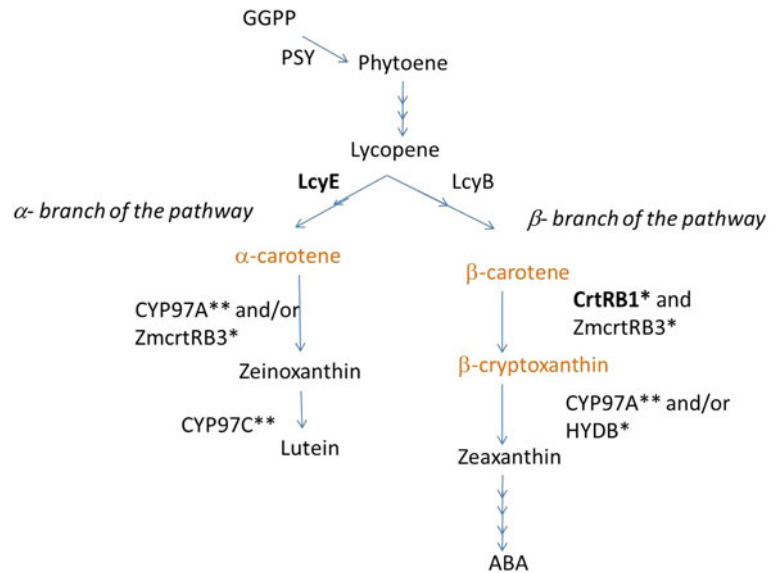 GGPP
PSY
Phytoene
Lycopene
LcyE
LcyB
α- branch of the pathway
β- branch of the pathway
α-carotene
β-carotene
CYP97A** and/or
ZmcrtRB3*
CrtRB1* and
ZmcrtRB3*
Zeinoxanthin
β-cryptoxanthin
CYP97C**
CYP97A** and/or
HYDB*
Lutein
Zeaxanthin
ABA